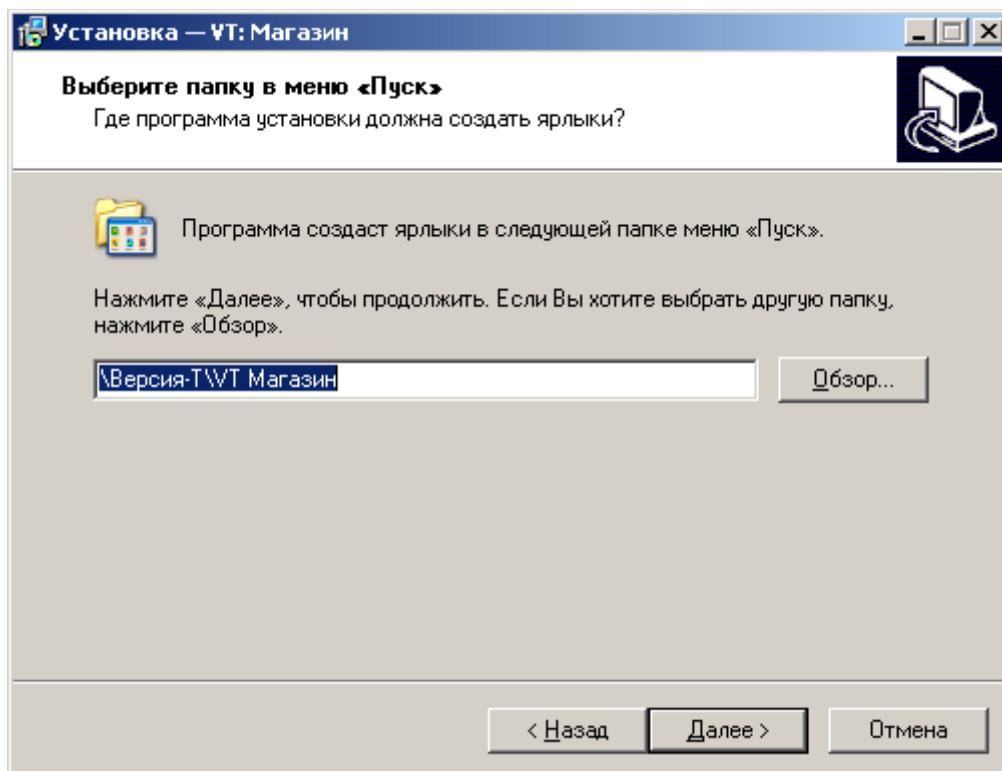 Установка — VT: Магазин
Выберите папку в меню «Пуск»
Где программа установки должна создать ярлыки?
Программа создаст ярлыки в следующей папке меню «Пуск».
Нажмите «Далее», чтобы продолжить. Если Вы хотите выбрать другую папку,
нажмите «Обзор».
\Версия-Т\VT Магазин
Обзор...
< Назад
Далее >
Отмена